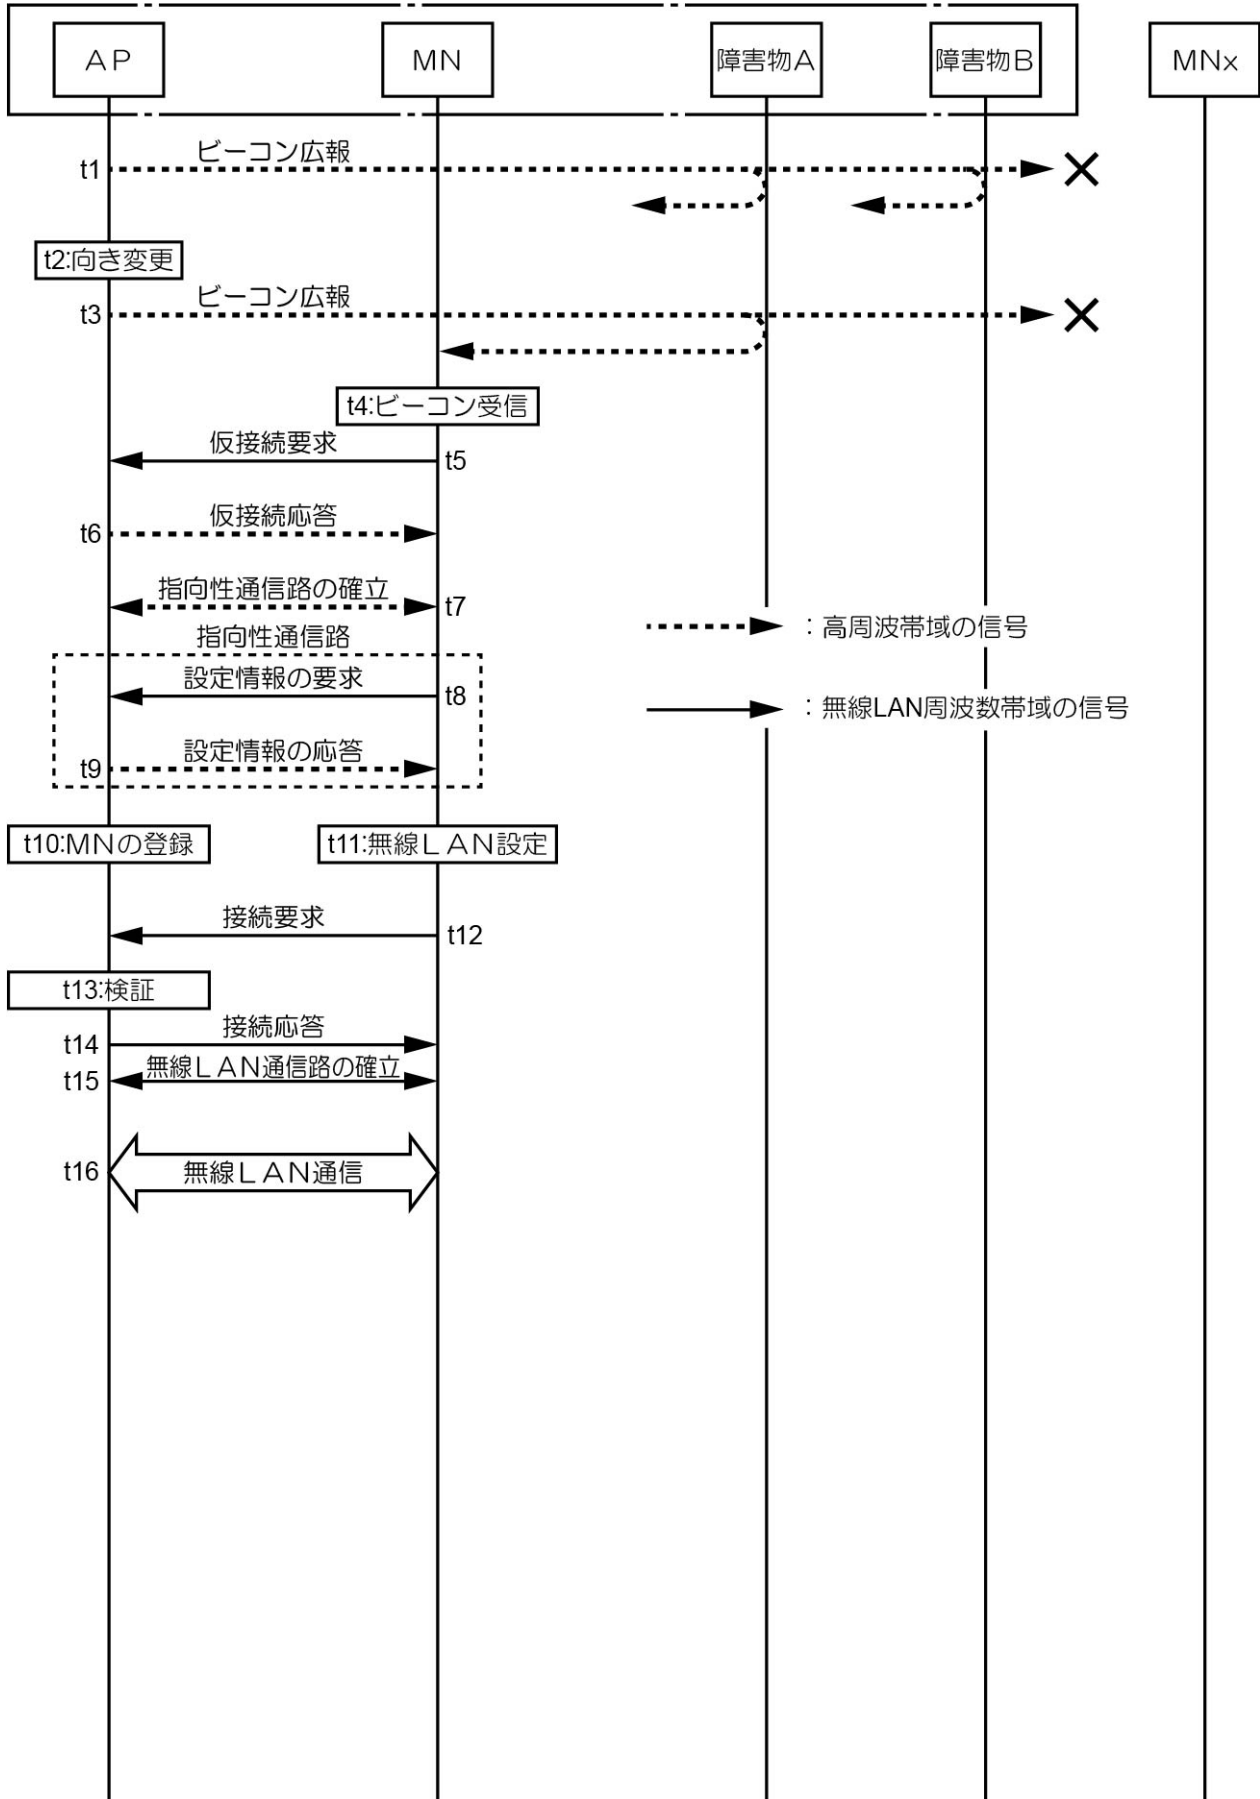 ＡＰ
ＭＮ
障害物Ａ
障害物Ｂ
ＭＮｘ
ビーコン広報
t1
t2:向き変更
ビーコン広報
t3
t4:ビーコン受信
仮接続要求
t5
仮接続応答
t6
指向性通信路の確立
t7
：高周波帯域の信号
指向性通信路
設定情報の要求
t8
：無線LAN周波数帯域の信号
設定情報の応答
t9
t10:ＭＮの登録
t11:無線ＬＡＮ設定
接続要求
t12
t13:検証
接続応答
t14
無線ＬＡＮ通信路の確立
t15
t16
無線ＬＡＮ通信